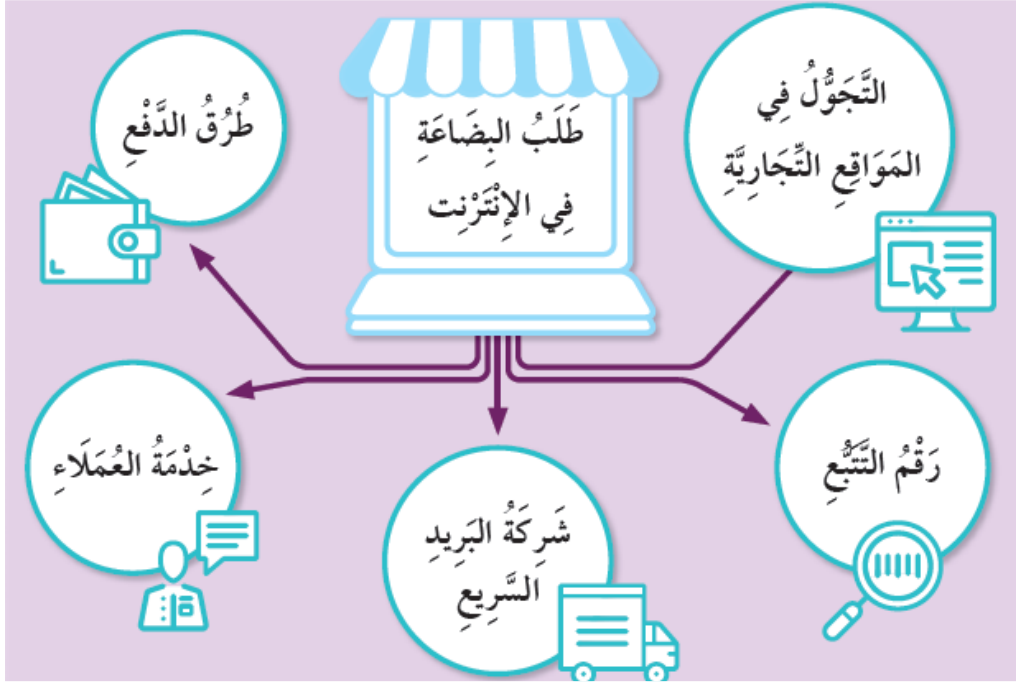 التَّجَوُّلُ فِي
المَوَاقِعِ التِّجَارِيَّةِ
طَلَبُ البِضَاعَةِ
فِي الإِنْتَرْنِت
طُرُقُ الدَّفْعِ
رَقْمُ التَّتَبُّعِ
شَرِكَةُ البَرِيدِ
السَّرِيعِ
خِدْمَةُ العُمَلَاءِ